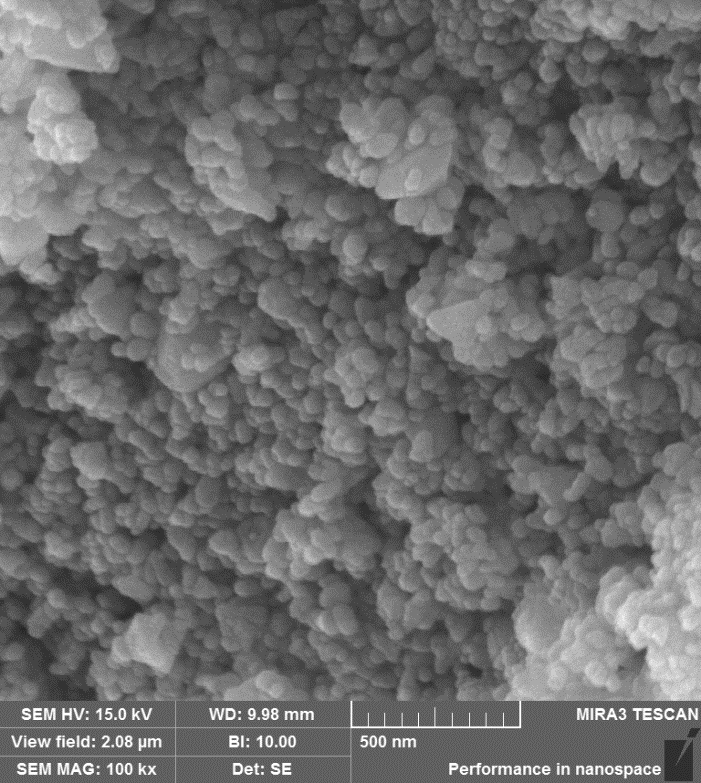 SEM HV: 15.0 kV
WD: 9.98 mm
MIRA3 TESCAN
View field: 2.08 µm
BI: 10.00
500 nm
SEM MAG: 100 kx
Det: SE
Performance in nanospace